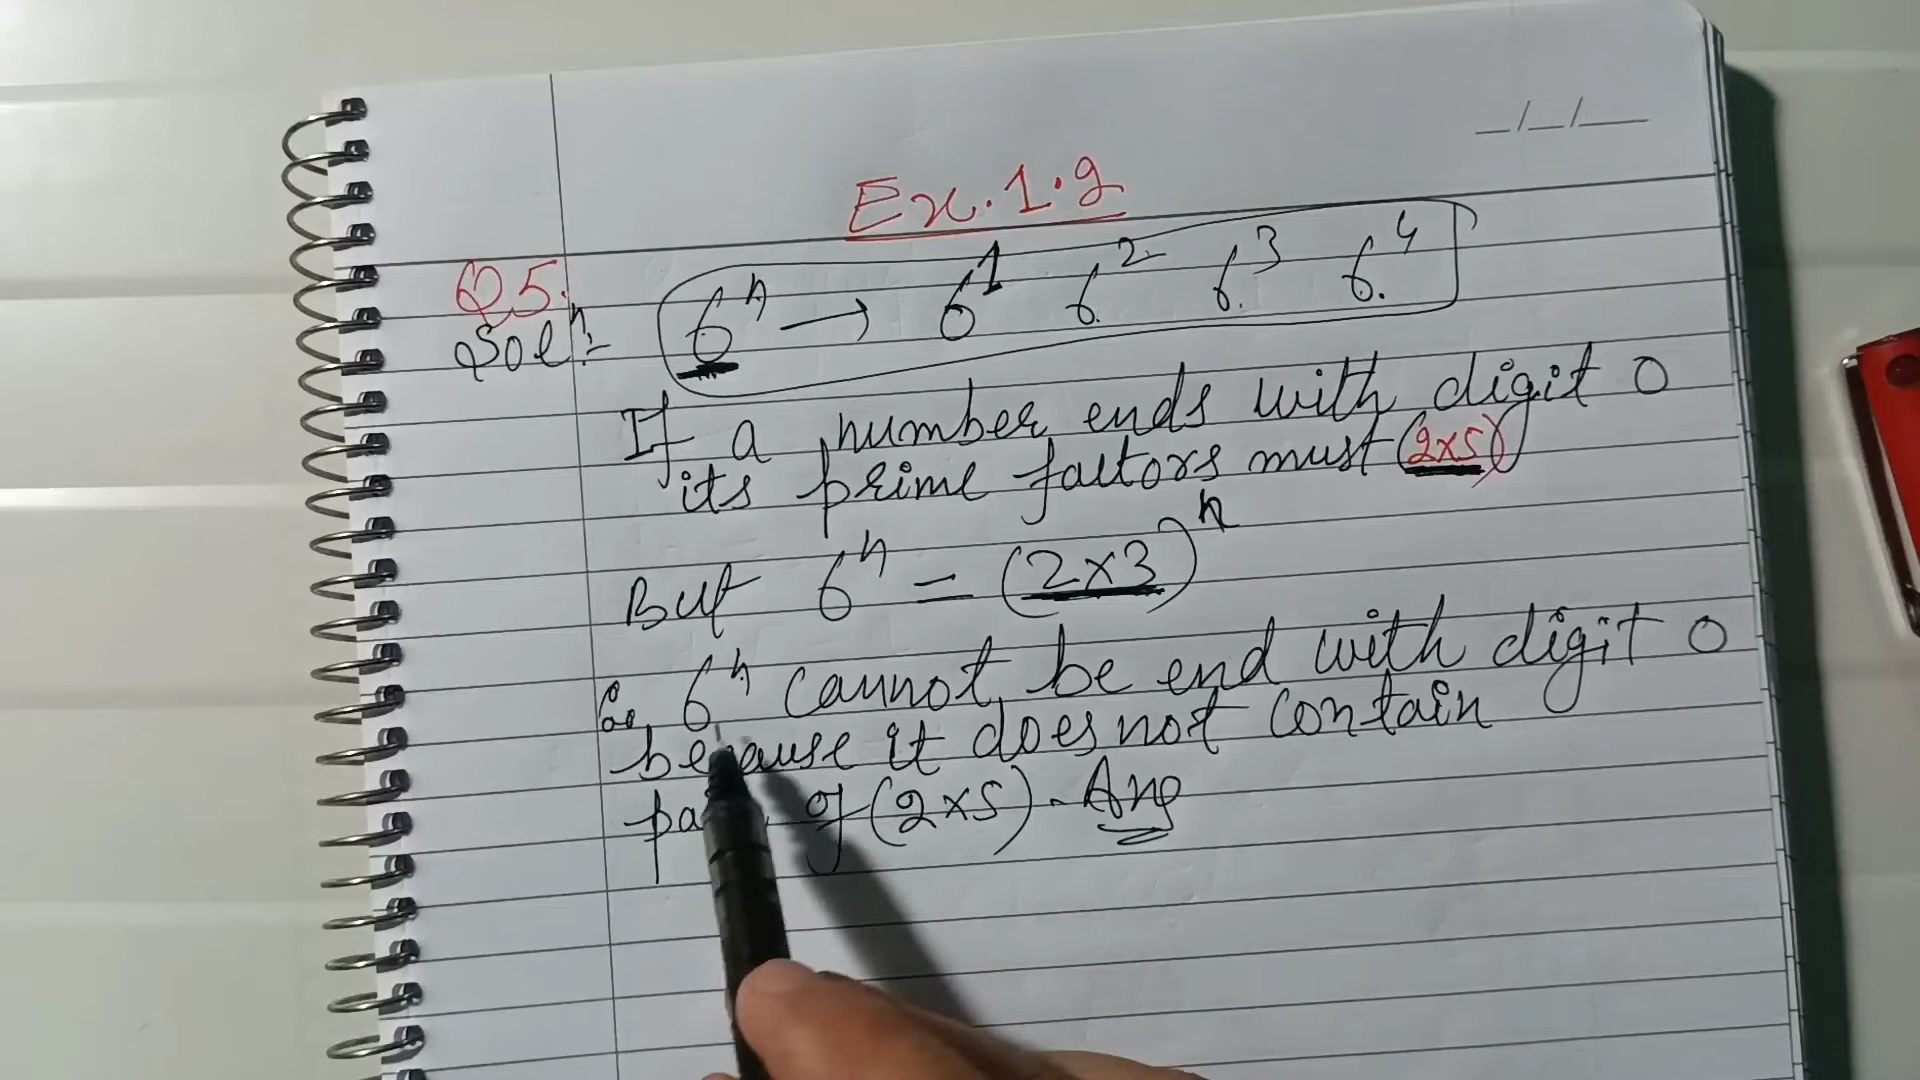 _/_/__
Ex. 1.2
Q5.
Solⁿ:- 6ⁿ → 6¹ 6² 6³ 6⁴
If a number ends with digit 0
its prime factors must (2×5)
But 6ⁿ = (2×3)ⁿ
6ⁿ cannot be end with digit 0
because it does not contain
of (2×5). Ans